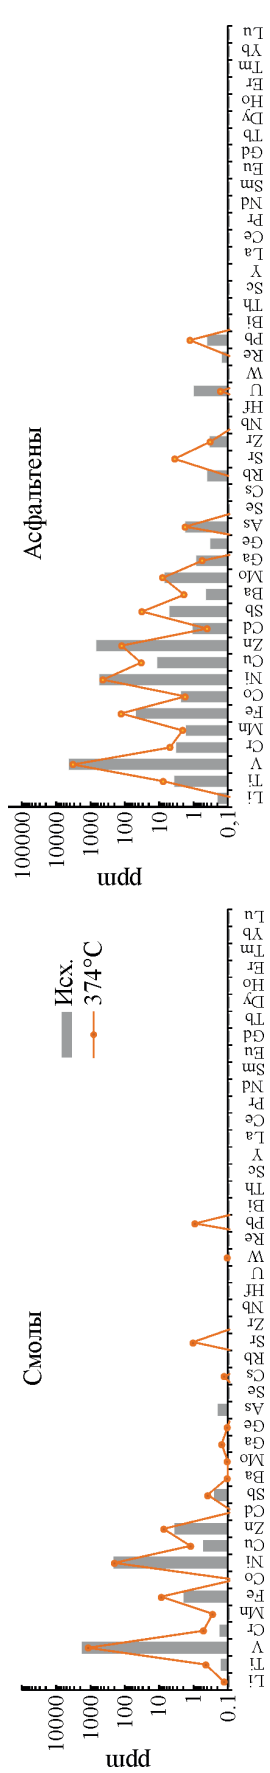 Смолы
Исх.
374°C
ppm
10000
1000
100
10
1
0.1
Li
Ti
V
Cr
Mn
Fe
Co
Ni
Cu
Zn
Cd
Sb
Ba
Mo
Ga
Ge
As
Se
Cs
Rb
Sr
Zr
Nb
Hf
U
W
Re
Pb
Bi
Th
Sc
Y
La
Ce
Pr
Nd
Sm
Eu
Gd
Tb
Dy
Ho
Er
Tm
Yb
Lu
Асфальтены
ppm
100000
10000
1000
100
10
1
0,1
Li
Ti
V
Cr
Mn
Fe
Co
Ni
Cu
Zn
Cd
Sb
Ba
Mo
Ga
Ge
As
Se
Cs
Rb
Sr
Zr
Nb
Hf
U
W
Re
Pb
Bi
Th
Sc
Y
La
Ce
Pr
Nd
Sm
Eu
Gd
Tb
Dy
Ho
Er
Tm
Yb
Lu